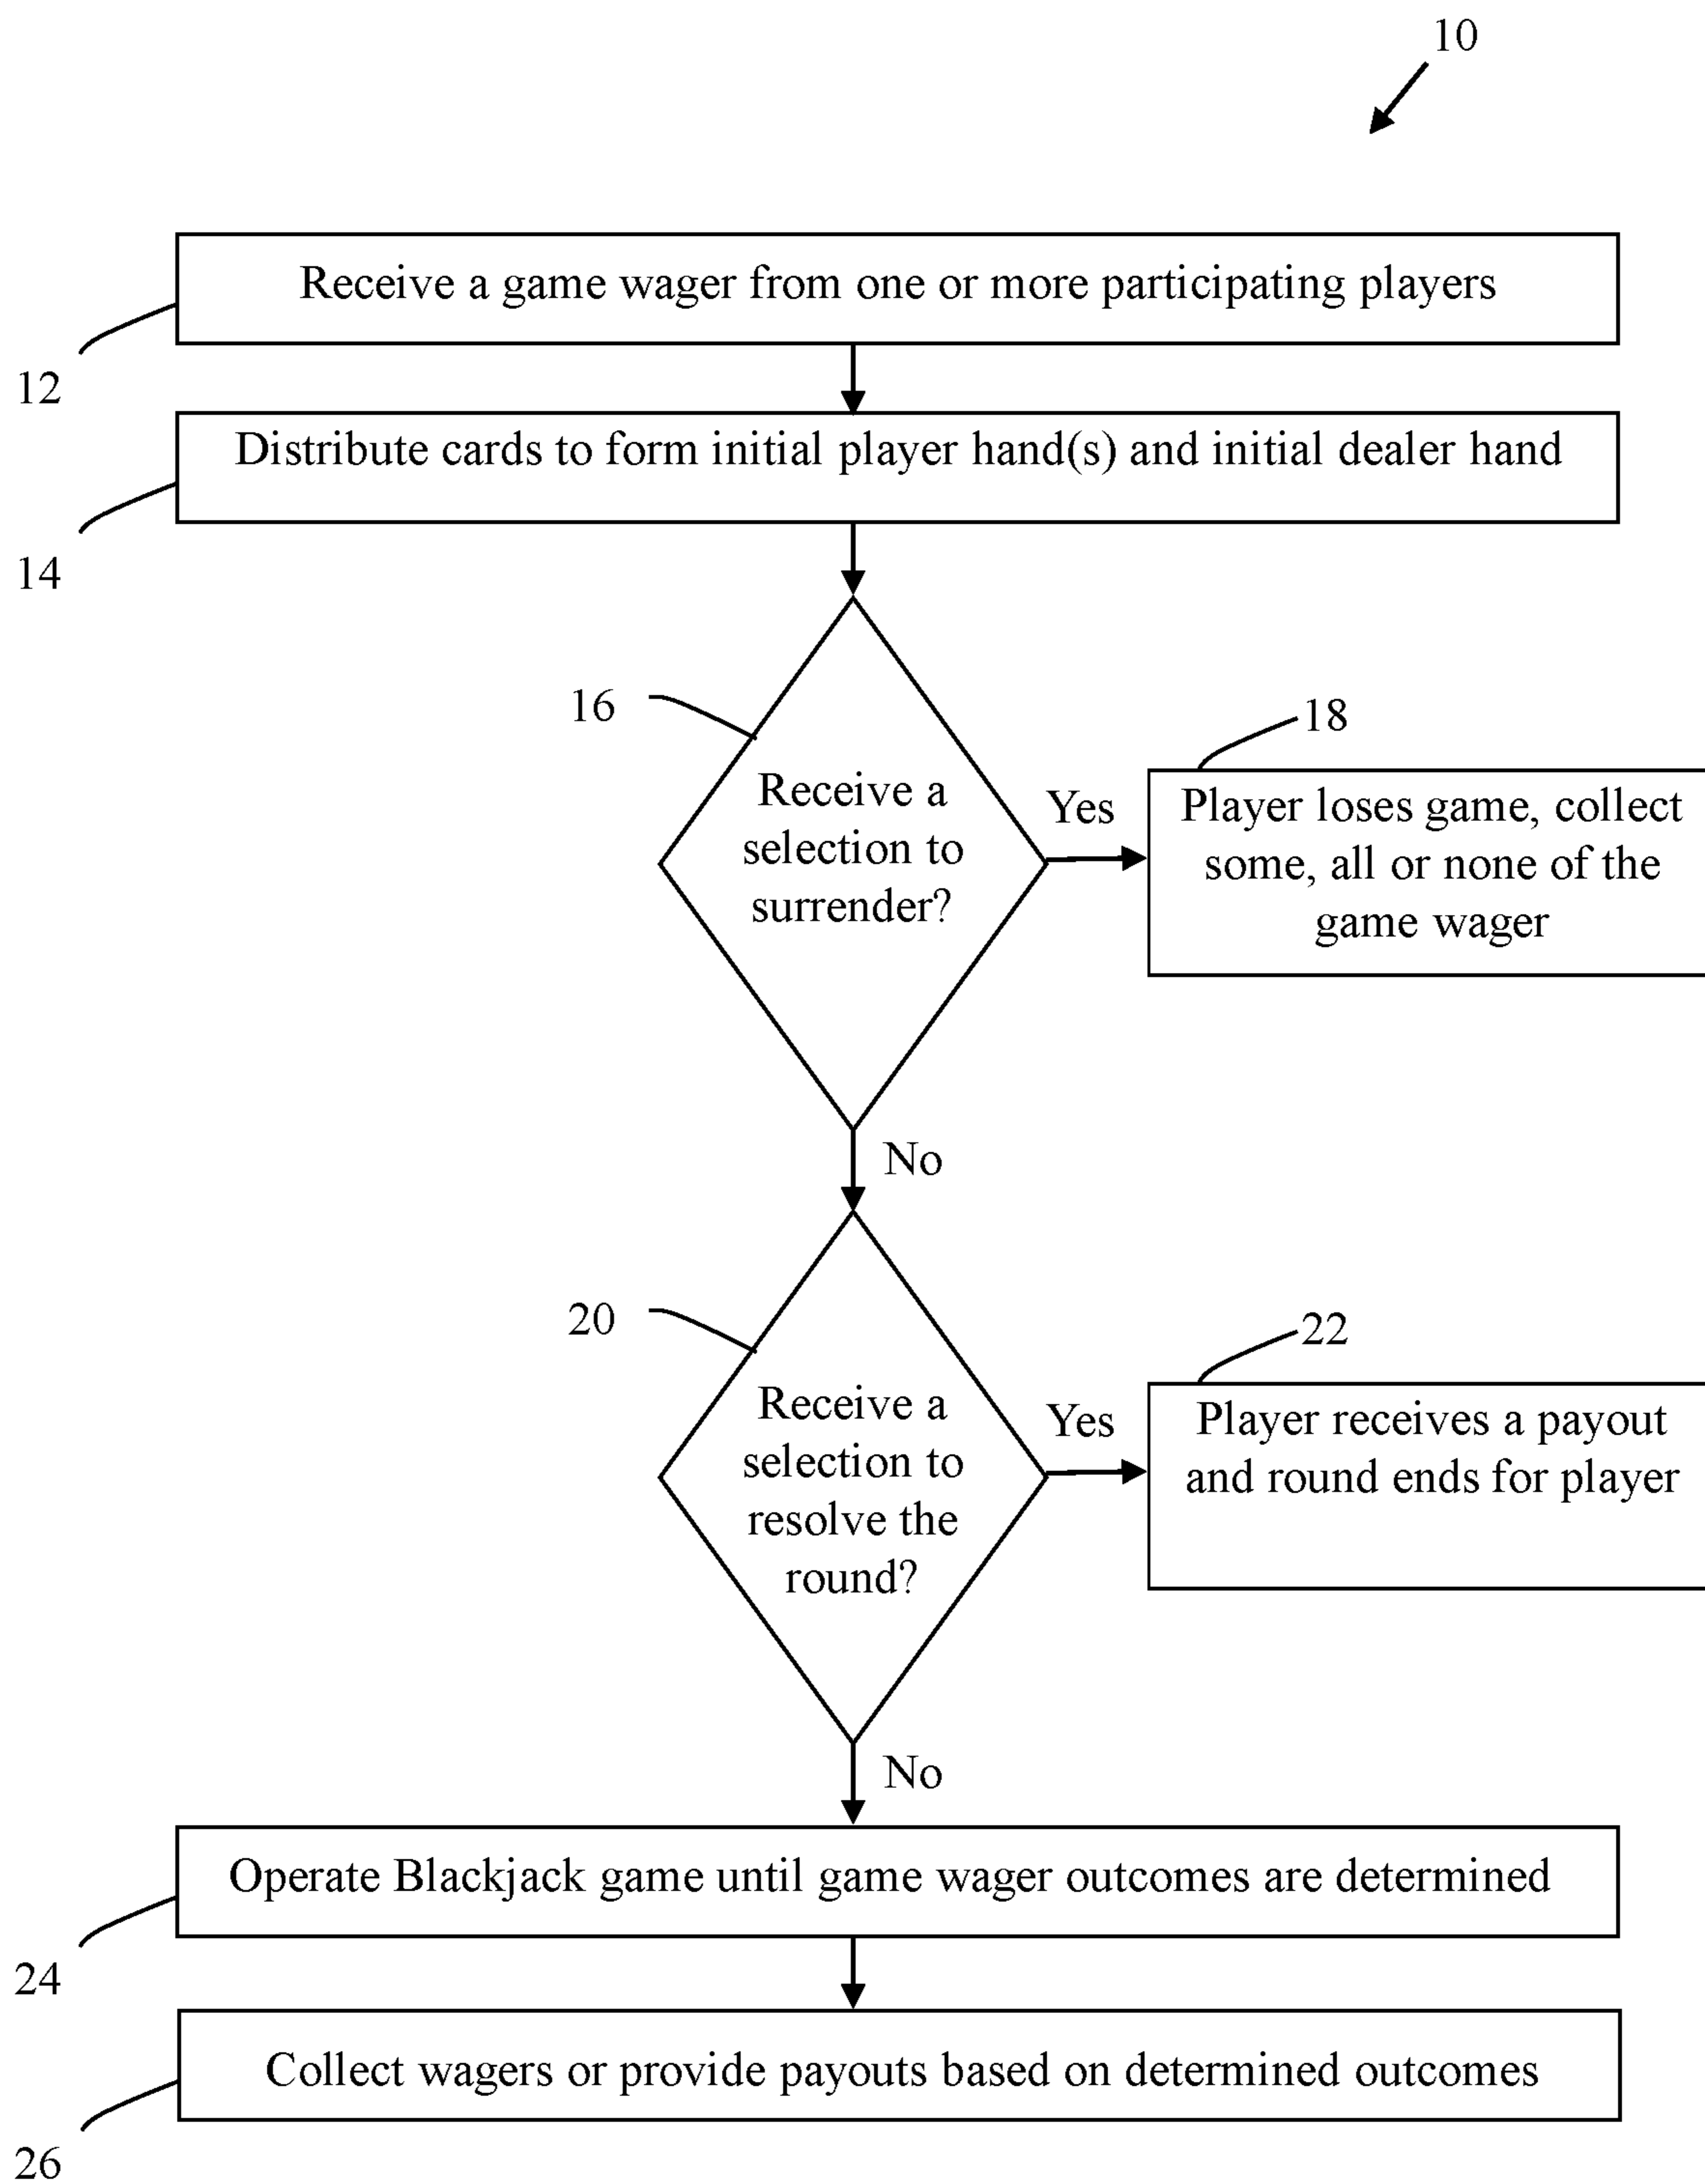 10
Receive a game wager from one or more participating players
12
Distribute cards to form initial player hand(s) and initial dealer hand
14
16
18
Receive a
selection to
surrender?
Yes
Player loses game, collect
some, all or none of the
game wager
No
20
22
Receive a
selection to
resolve the
round?
Yes
Player receives a payout
and round ends for player
No
Operate Blackjack game until game wager outcomes are determined
24
Collect wagers or provide payouts based on determined outcomes
26